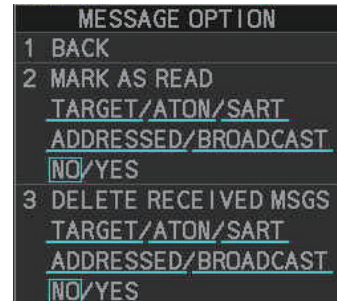 MESSAGE OPTION
1 BACK
2 MARK AS READ
TARGET/ATON/SART
ADDRESSED/BROADCAST
NO/YES
3 DELETE RECEIVED MSGS
TARGET/ATON/SART
ADDRESSED/BROADCAST
NO/YES